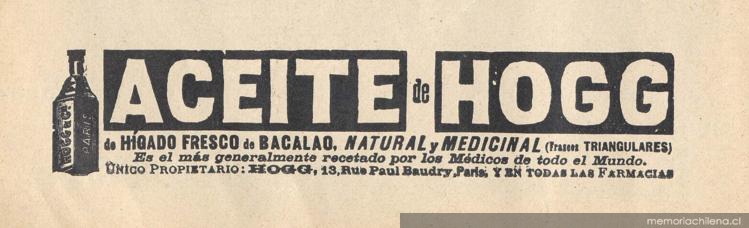 ACEITE de HOGG
HOGG & Cie PARIS
de HÍGADO FRESCO de BACALAO, NATURAL y MEDICINAL (Frascos TRIANGULARES)
Es el más generalmente recetado por los Médicos de todo el Mundo.
ÚNICO PROPIETARIO: HOGG, 13, Rue Paul Baudry, Paris, Y EN TODAS LAS FARMACIAS
memoriachilena.cl